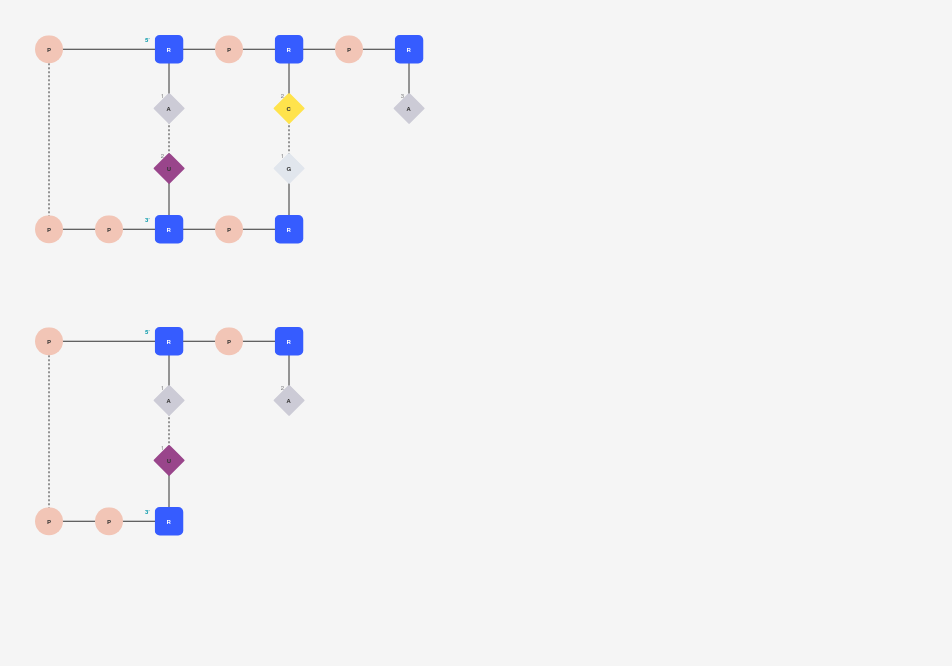 5'
P R P R P R
1 2 3
A C A
2 1
U G
3'
P P R P R
5'
P R P R
1 2
A A
1
U
3'
P P R